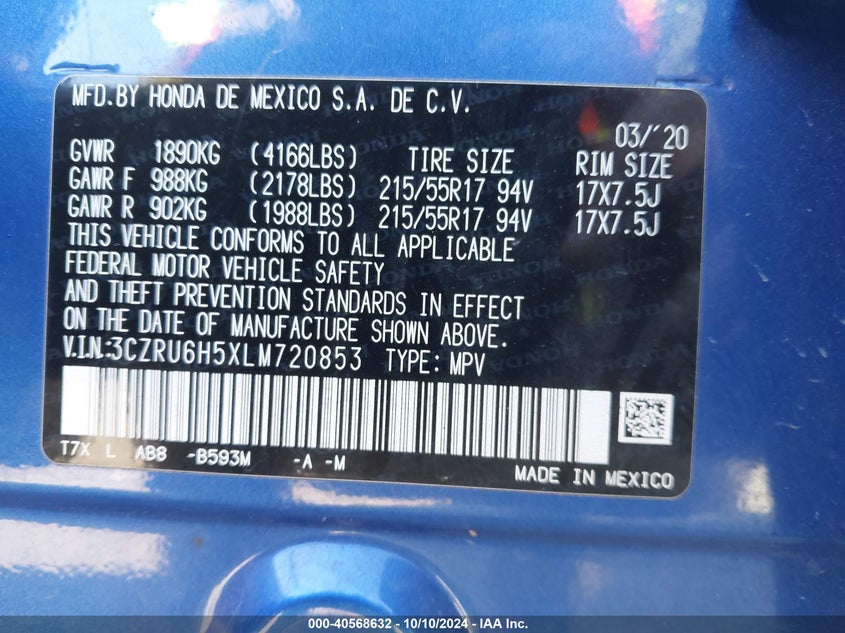 MFD.BY HONDA DE MEXICO S.A. DE C.V.
03/'20
GVWR 1890KG (4166LBS) TIRE SIZE RIM SIZE
GAWR F 988KG (2178LBS) 215/55R17 94V 17X7.5J
GAWR R 902KG (1988LBS) 215/55R17 94V 17X7.5J
THIS VEHICLE CONFORMS TO ALL APPLICABLE
FEDERAL MOTOR VEHICLE SAFETY
AND THEFT PREVENTION STANDARDS IN EFFECT
ON THE DATE OF MANUFACTURE SHOWN ABOVE.
V.I.N:3CZRU6H5XLM720853 TYPE: MPV
T7X L AB8 -B593M -A -M
MADE IN MEXICO
000-40568632 - 10/10/2024 - IAA Inc.